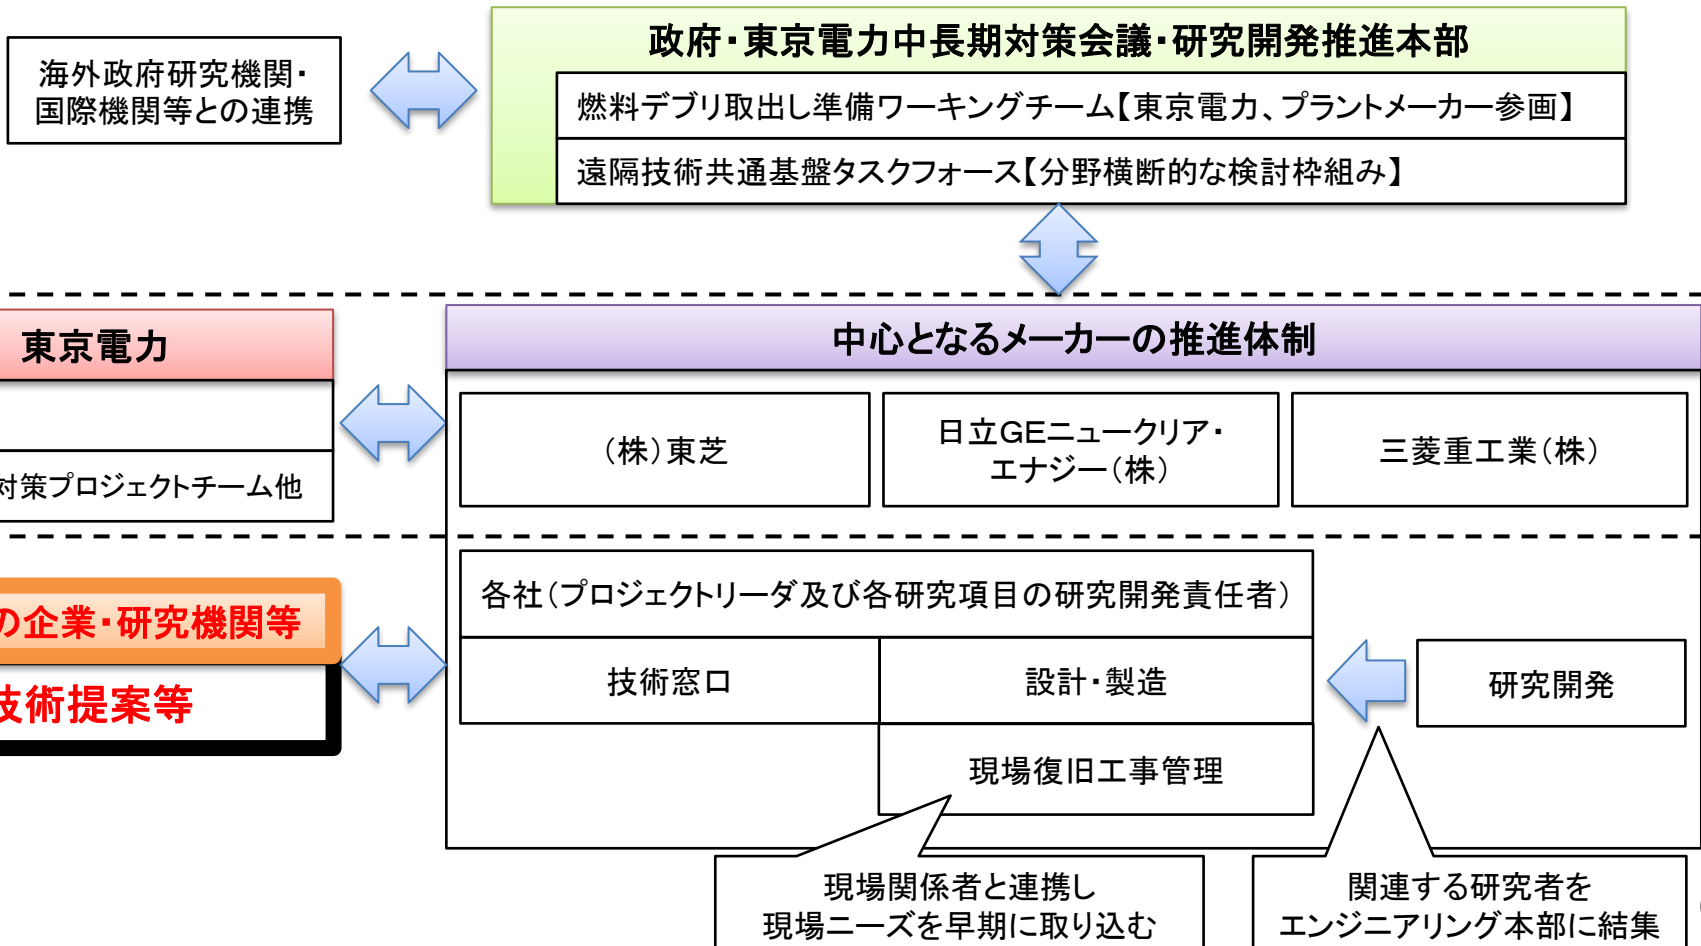 政府・東京電力中長期対策会議・研究開発推進本部
海外政府研究機関・
国際機関等との連携
燃料デブリ取出し準備ワーキングチーム【東京電力、プラントメーカー参画】
遠隔技術共通基盤タスクフォース【分野横断的な検討枠組み】
東京電力
対策プロジェクトチーム他
中心となるメーカーの推進体制
（株）東芝
日立GEニュークリア・
エナジー（株）
三菱重工業（株）
の企業・研究機関等
技術提案等
各社（プロジェクトリーダ及び各研究項目の研究開発責任者）
技術窓口
設計・製造
研究開発
現場復旧工事管理
現場関係者と連携し
現場ニーズを早期に取り込む
関連する研究者を
エンジニアリング本部に結集